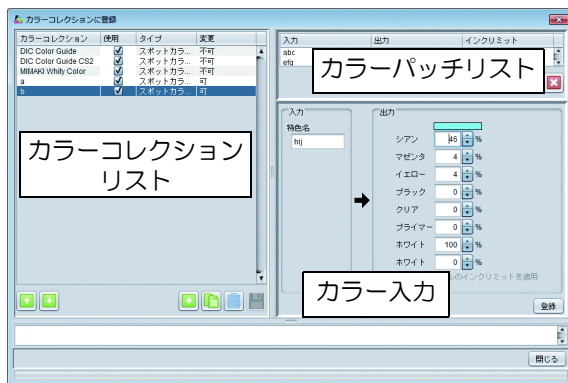 カラーコレクションに登録
カラーコレクション 使用 タイプ 変更
DIC Color Guide スポットカラ... 不可
DIC Color Guide CS2 スポットカラ... 不可
MIMAKI Whity Color スポットカラ... 不可
a スポットカラ... 可
b スポットカラ... 可
カラーコレクション
リスト
入力 出力 インクリミット
abc
efg
カラーパッチリスト
入力
特色名
hij
出力
シアン 46 %
マゼンタ 4 %
イエロー 4 %
ブラック 0 %
クリア 0 %
プライマー 0 %
ホワイト 100 %
ホワイト 0 %
のインクリミットを適用
カラー入力
登録
閉じる